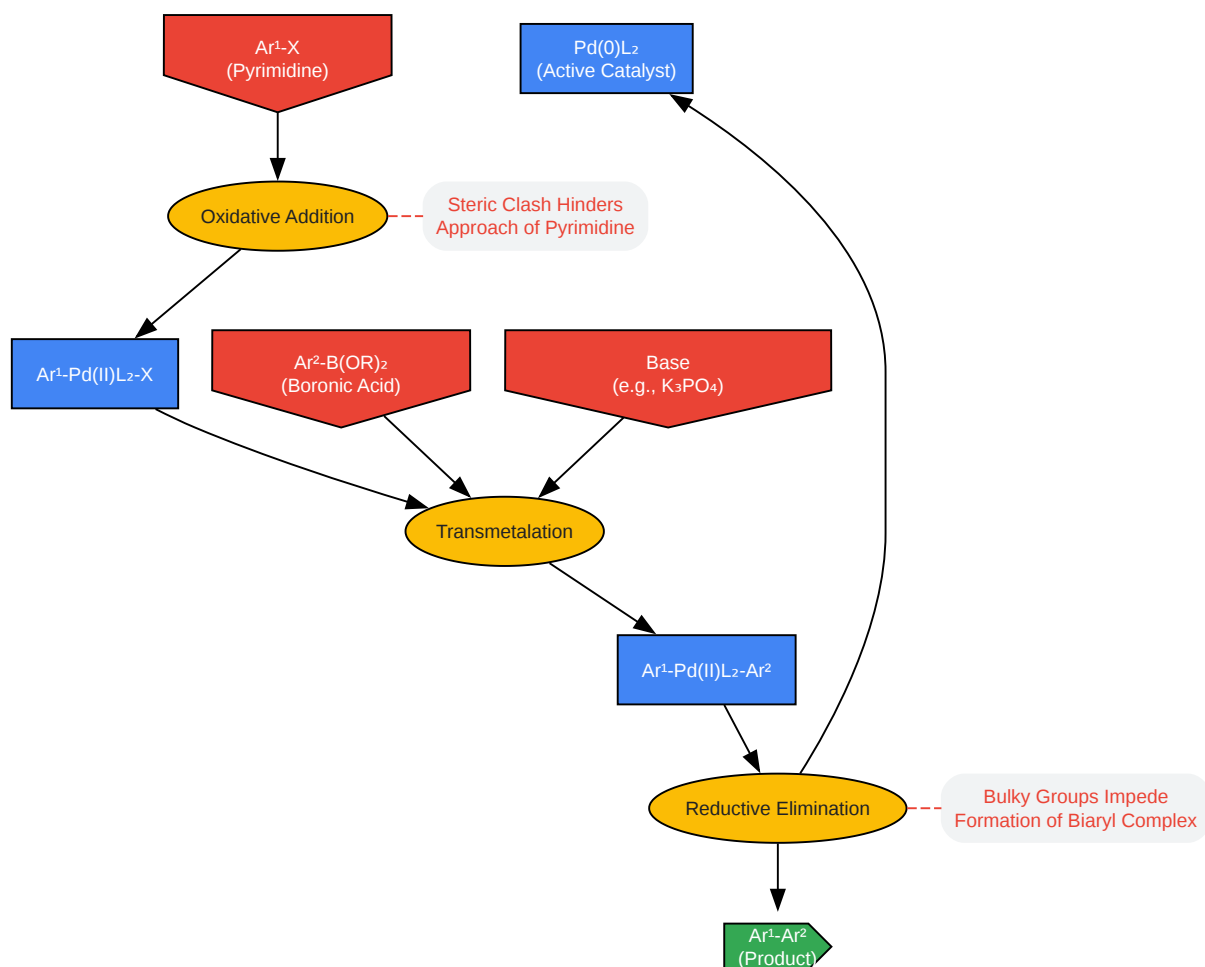 Ar¹-X
(Pyrimidine)
Pd(0)L₂
(Active Catalyst)
Oxidative Addition
Steric Clash Hinders
Approach of Pyrimidine
Ar¹-Pd(II)L₂-X
Ar²-B(OR)₂
(Boronic Acid)
Base
(e.g., K₃PO₄)
Transmetalation
Ar¹-Pd(II)L₂-Ar²
Reductive Elimination
Bulky Groups Impede
Formation of Biaryl Complex
Ar¹-Ar²
(Product)